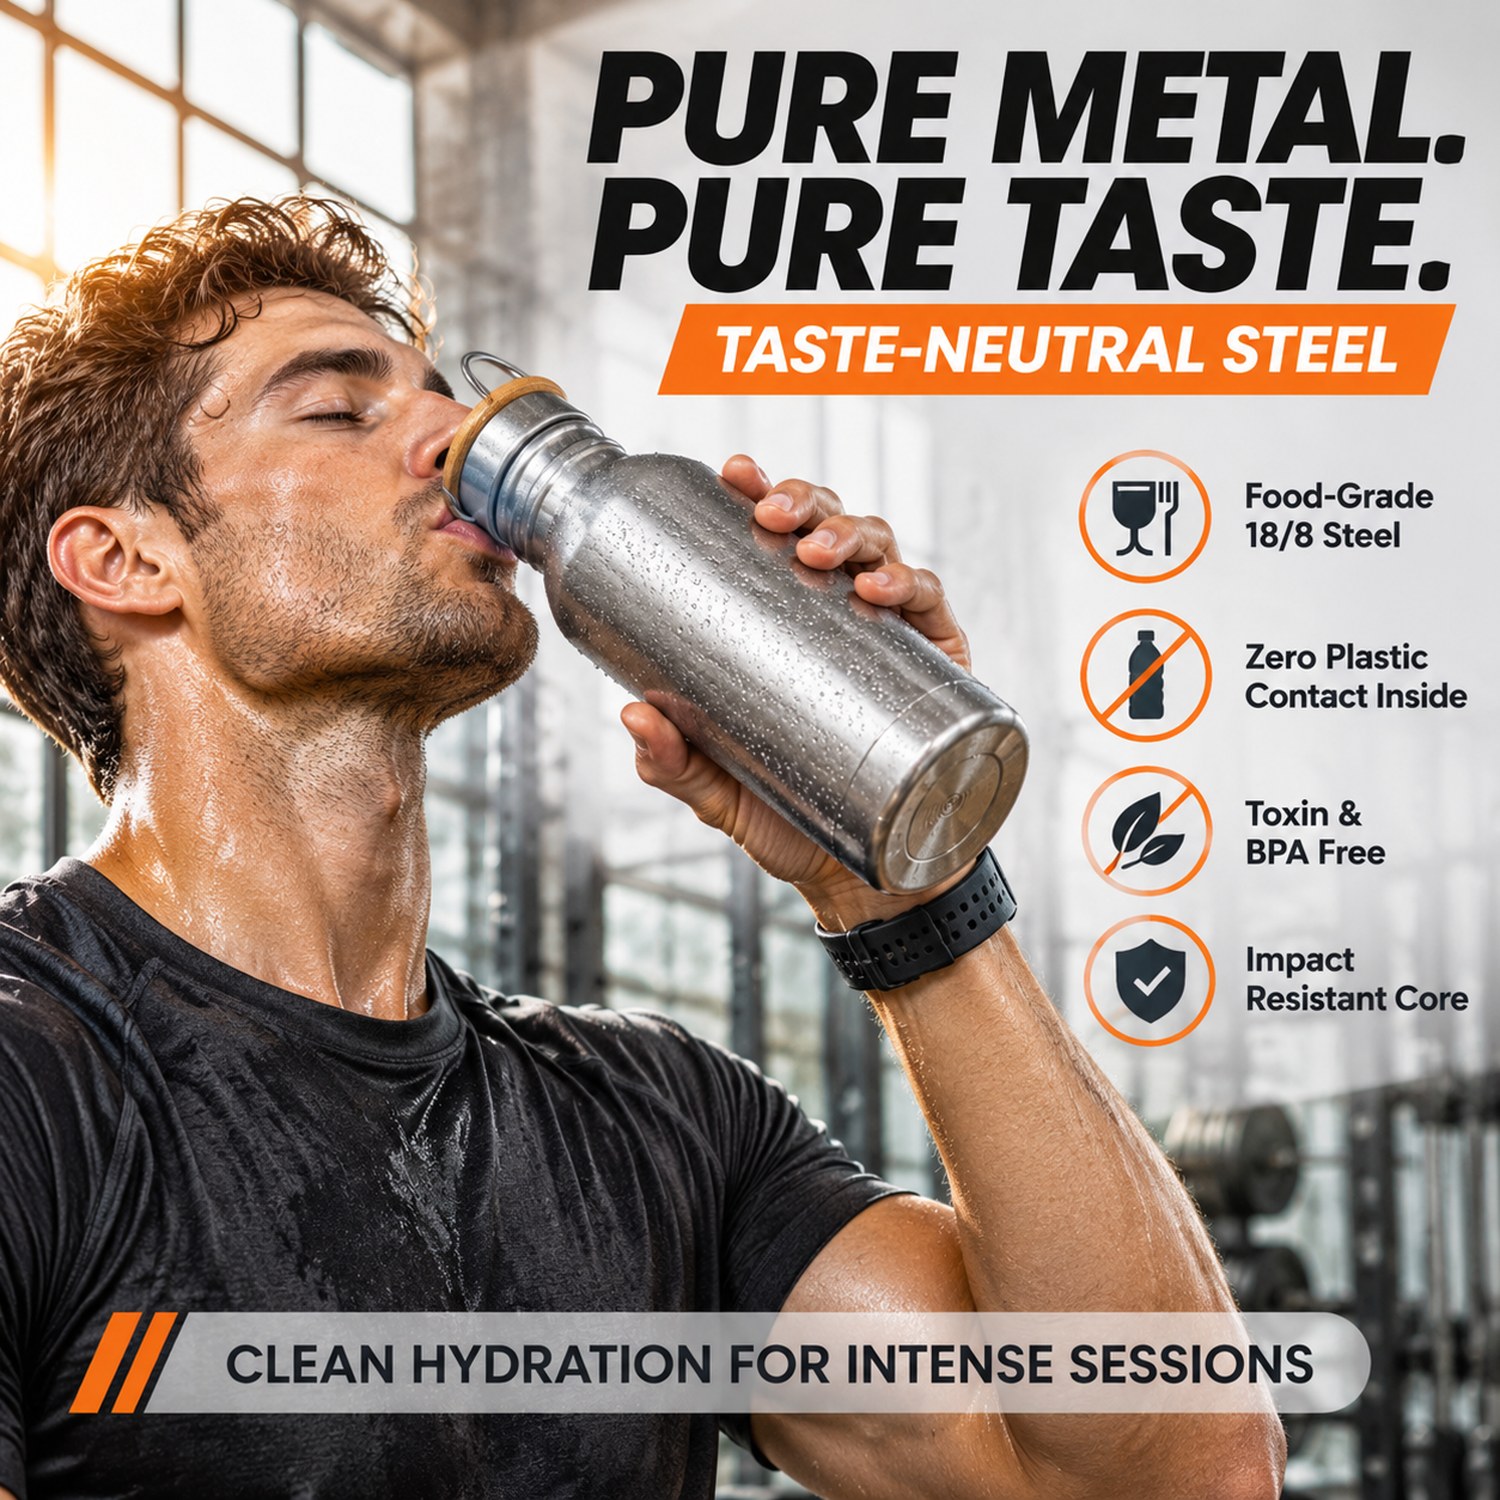 PURE METAL.
PURE TASTE.
TASTE-NEUTRAL STEEL
Food-Grade
18/8 Steel
Zero Plastic
Contact Inside
Toxin &
BPA Free
Impact
Resistant Core
CLEAN HYDRATION FOR INTENSE SESSIONS